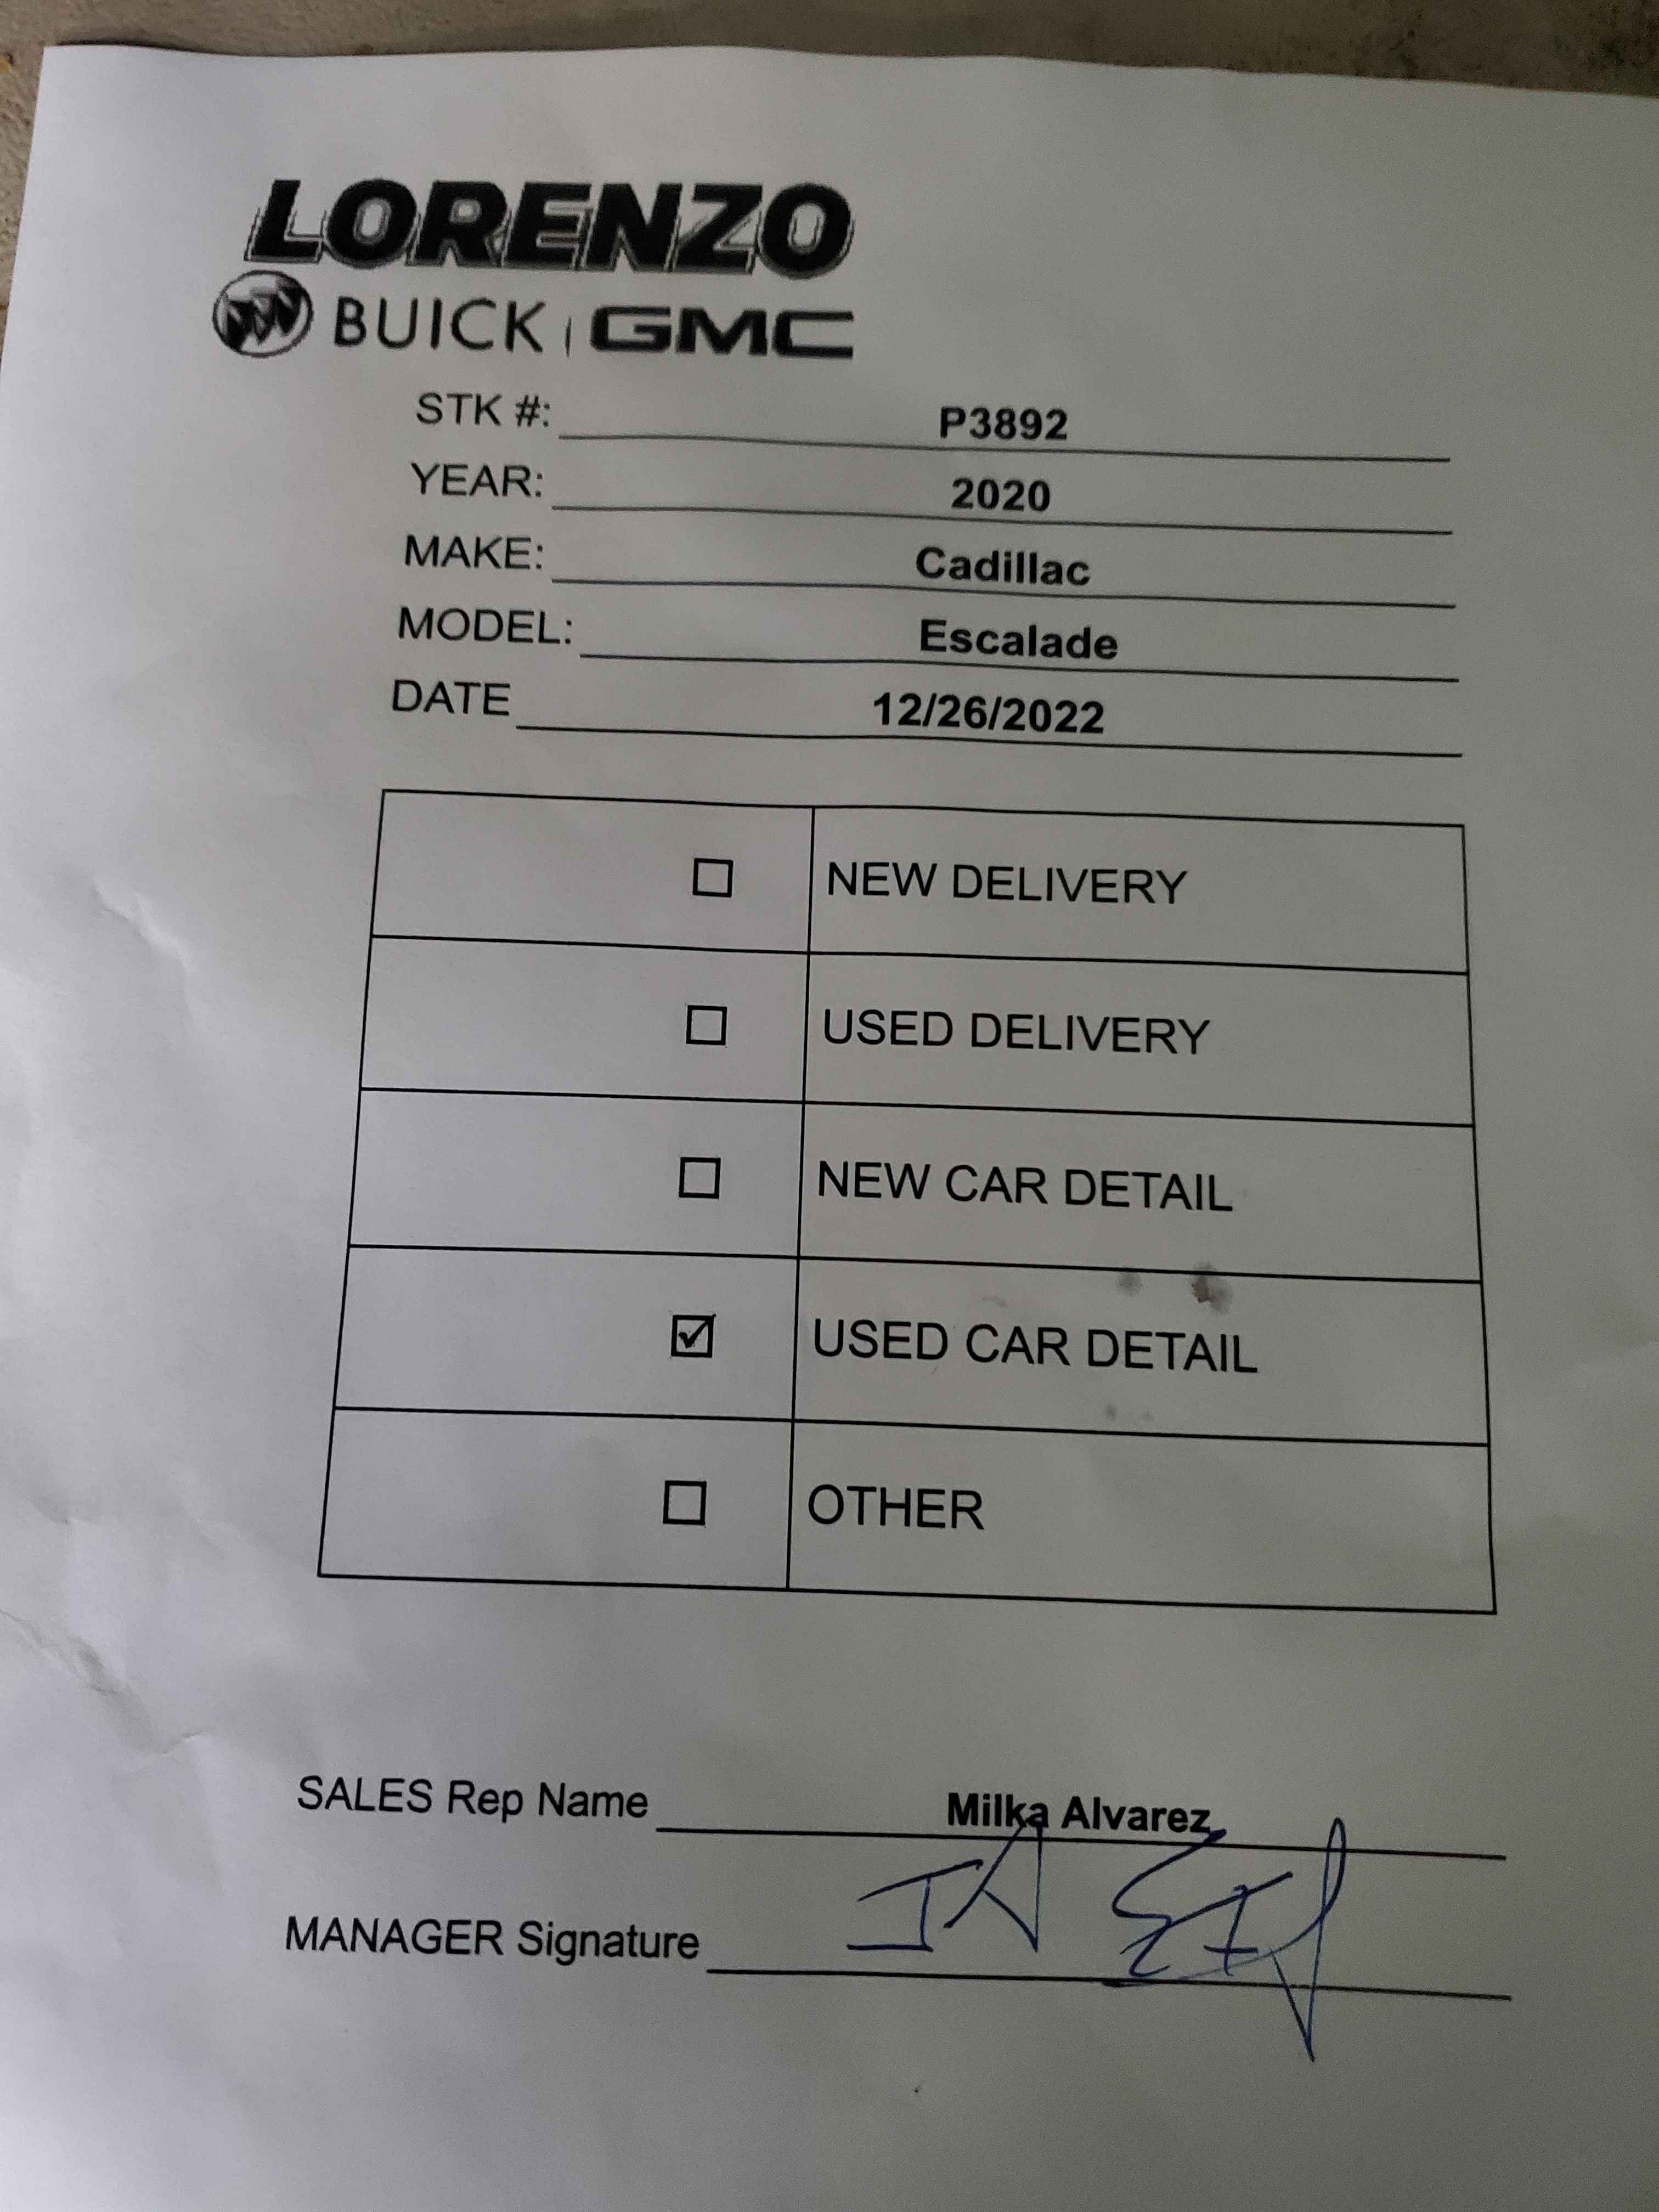 LORENZO
BUICK | GMC
STK #: P3892
YEAR: 2020
MAKE: Cadillac
MODEL: Escalade
DATE 12/26/2022
☐ NEW DELIVERY
☐ USED DELIVERY
☐ NEW CAR DETAIL
☑ USED CAR DETAIL
☐ OTHER
SALES Rep Name Milka Alvarez
MANAGER Signature